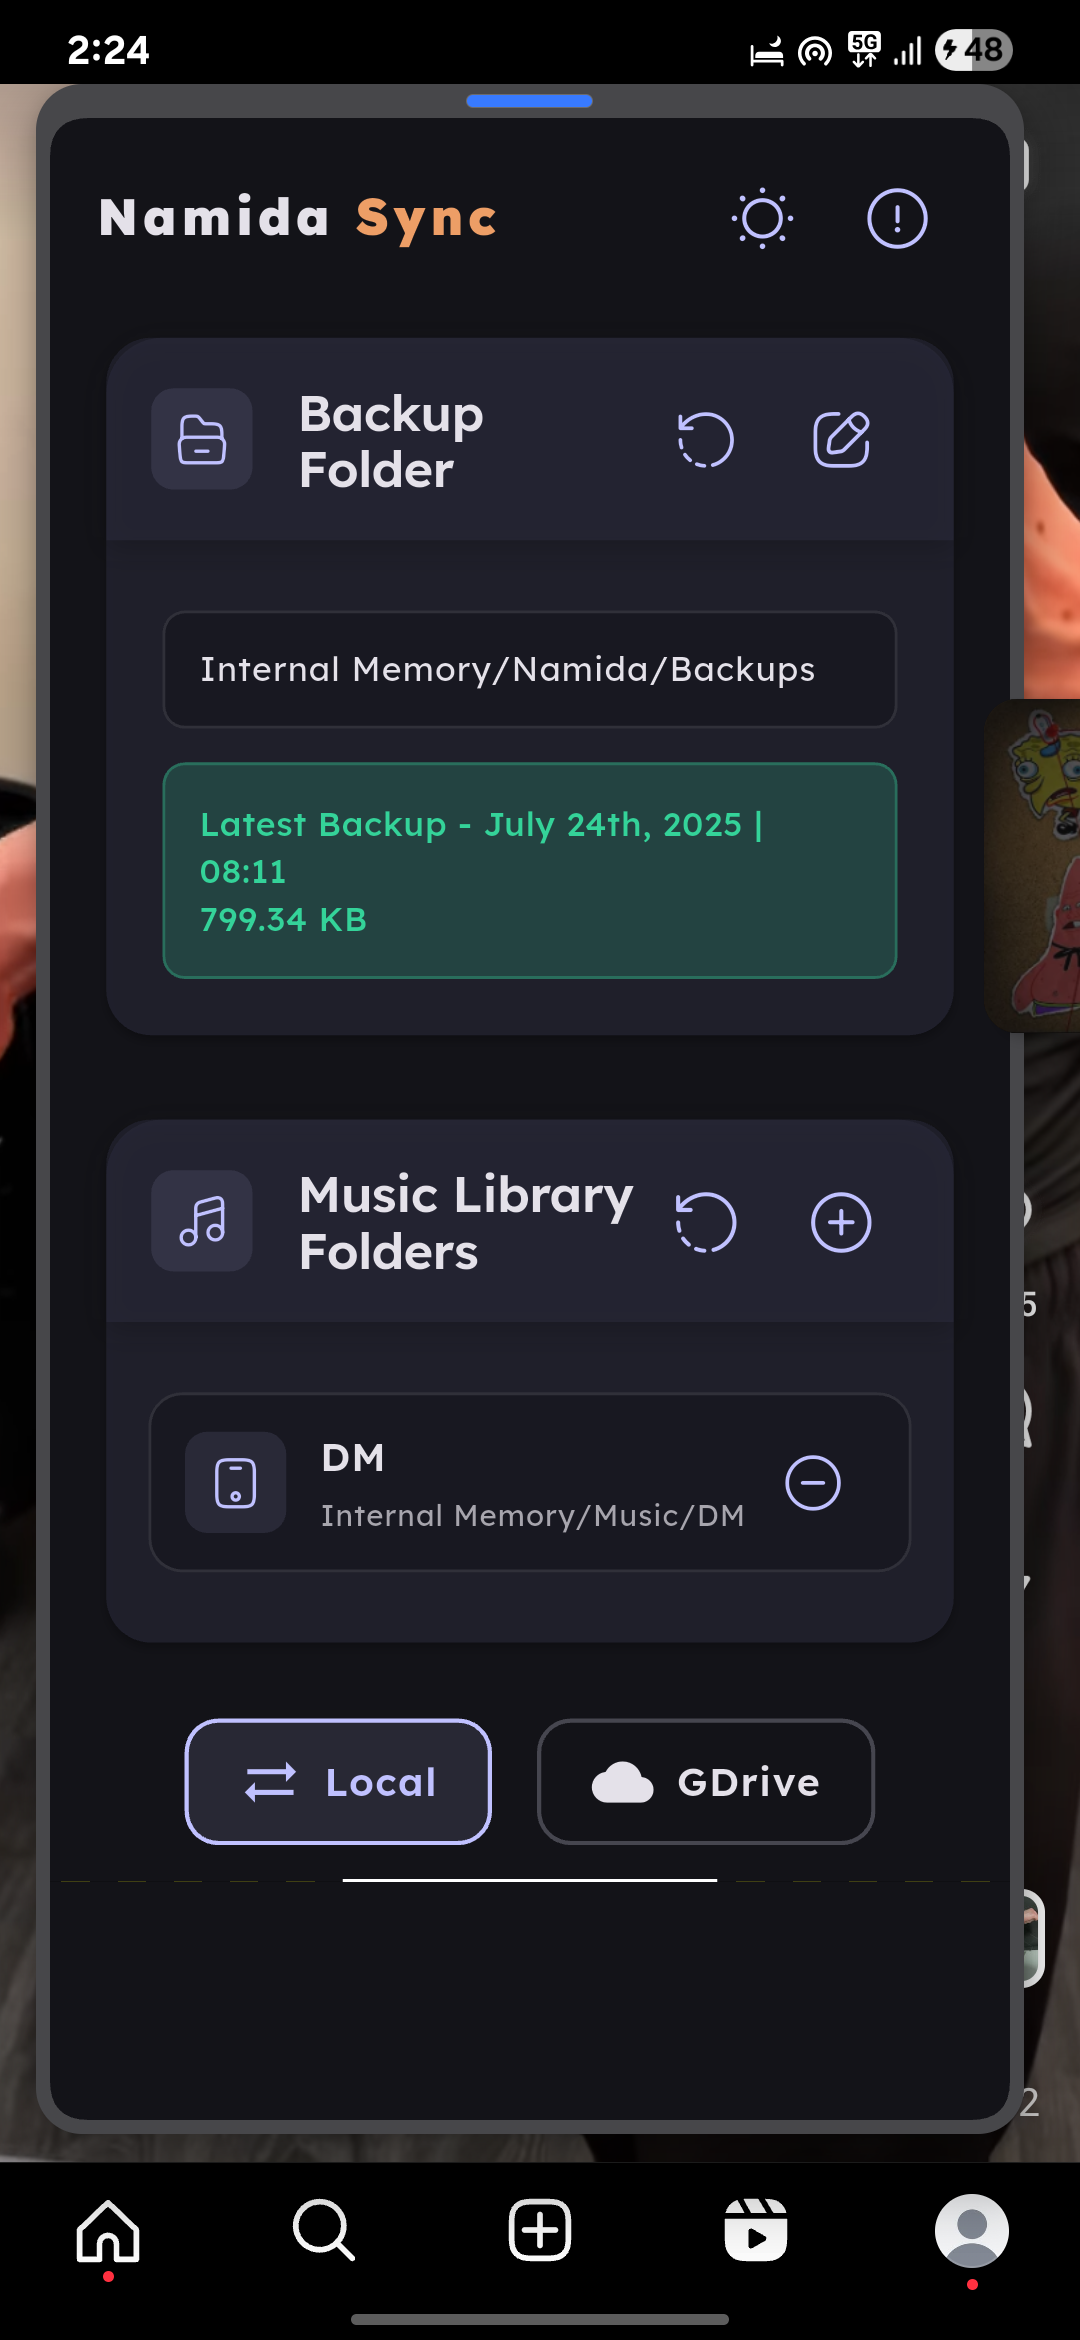 2:24
5G
48
Namida Sync
Backup
Folder
Internal Memory/Namida/Backups
Latest Backup - July 24th, 2025 |
08:11
799.34 KB
Music Library
Folders
DM
Internal Memory/Music/DM
5
Local
GDrive
2